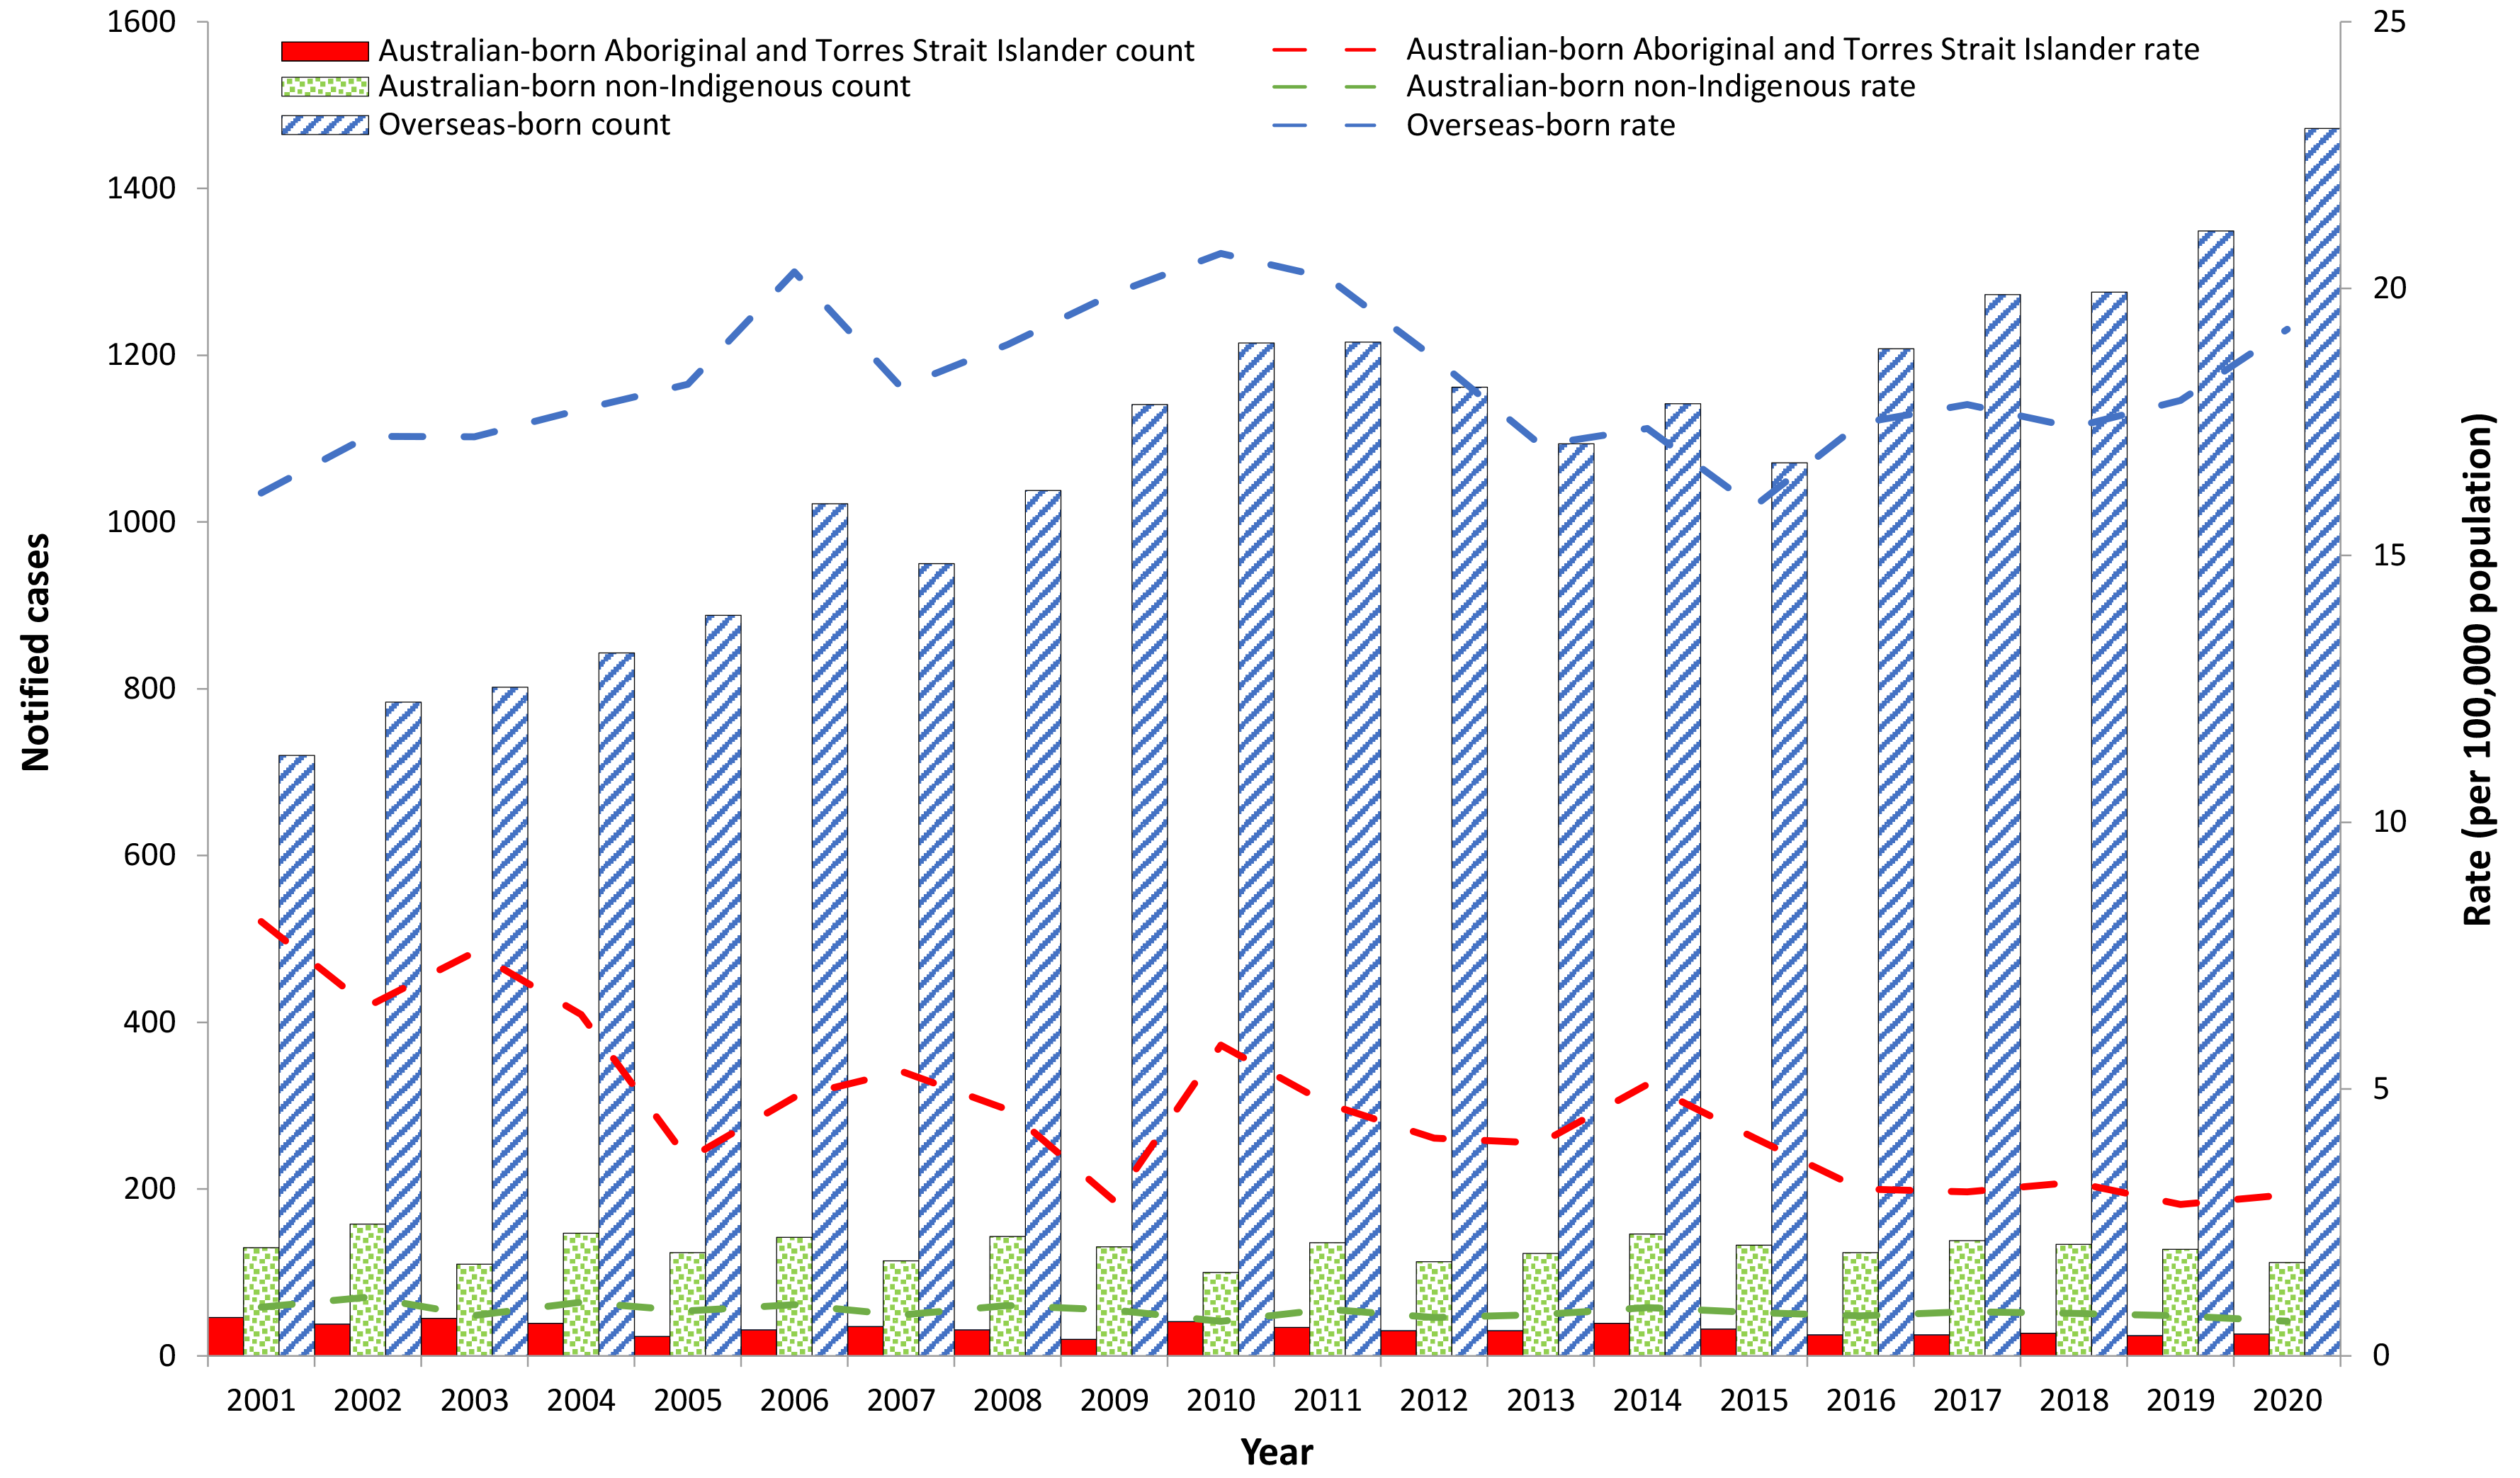 1600
1400
1200
1000
800
600
400
200
0
Notified cases
Australian-born Aboriginal and Torres Strait Islander count
Australian-born non-Indigenous count
Overseas-born count
Australian-born Aboriginal and Torres Strait Islander rate
Australian-born non-Indigenous rate
Overseas-born rate
25
20
15
10
5
0
Rate (per 100,000 population)
2001 2002 2003 2004 2005 2006 2007 2008 2009 2010 2011 2012 2013 2014 2015 2016 2017 2018 2019 2020
Year